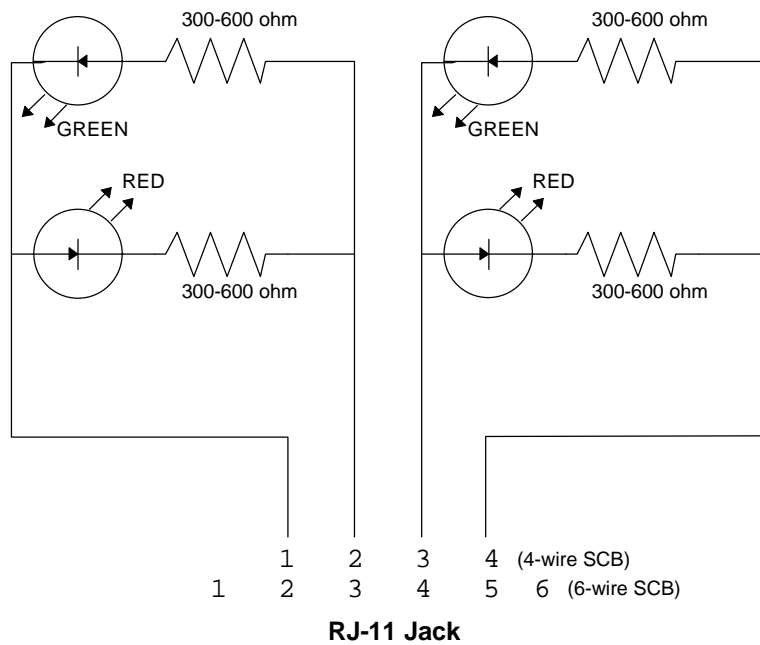 300-600 ohm
300-600 ohm
GREEN
GREEN
RED
RED
300-600 ohm
300-600 ohm
1 2 3 4 (4-wire SCB)
1 2 3 4 5 6 (6-wire SCB)
RJ-11 Jack